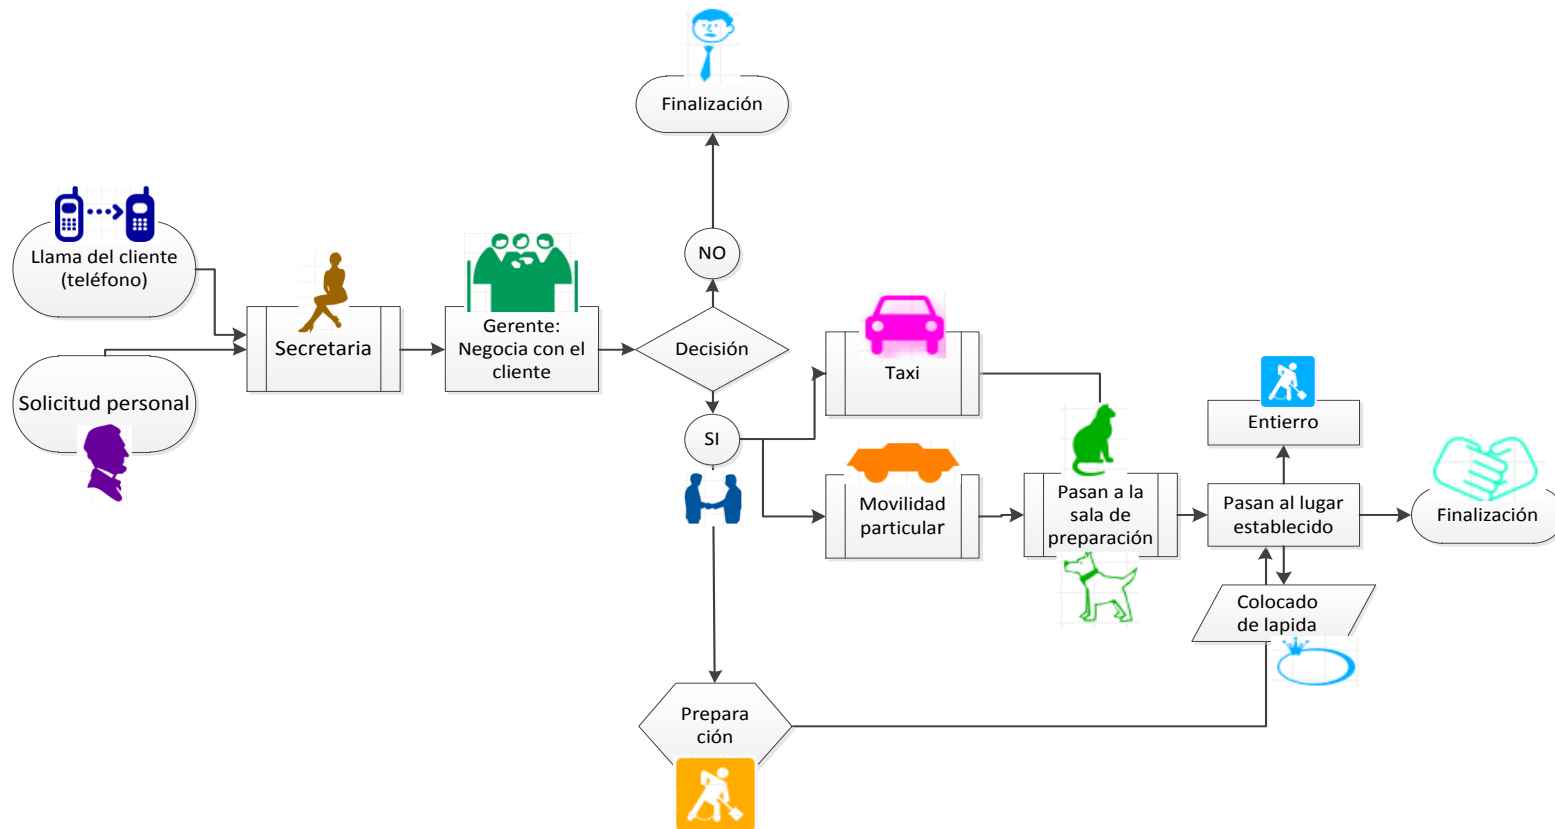 Finalización
Llama del cliente
(teléfono)
NO
Secretaria
Gerente:
Negocia con el
cliente
Decisión
Taxi
Solicitud personal
SI
Entierro
Movilidad
particular
Pasan a la
sala de
preparación
Pasan al lugar
establecido
Finalización
Colocado
de lapida
Prepara
ción